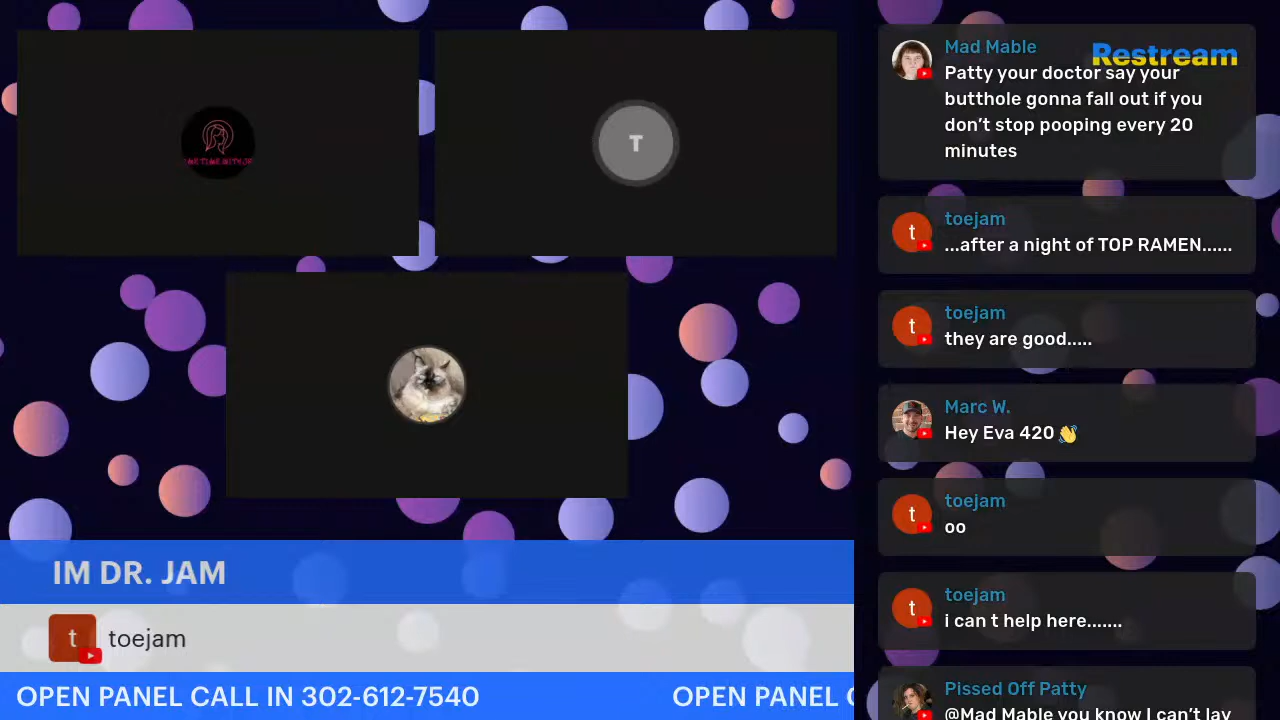 T
IM DR. JAM
t
toejam
OPEN PANEL CALL IN 302-612-7540
OPEN PANEL
Restream
Mad Mable
Patty your doctor say your
butthole gonna fall out if you
don't stop pooping every 20
minutes
t
toejam
...after a night of TOP RAMEN......
t
toejam
they are good.....
Marc W.
Hey Eva 420 👋
t
toejam
oo
t
toejam
i can t help here.......
Pissed Off Patty
@Mad Mable you know I can't lay